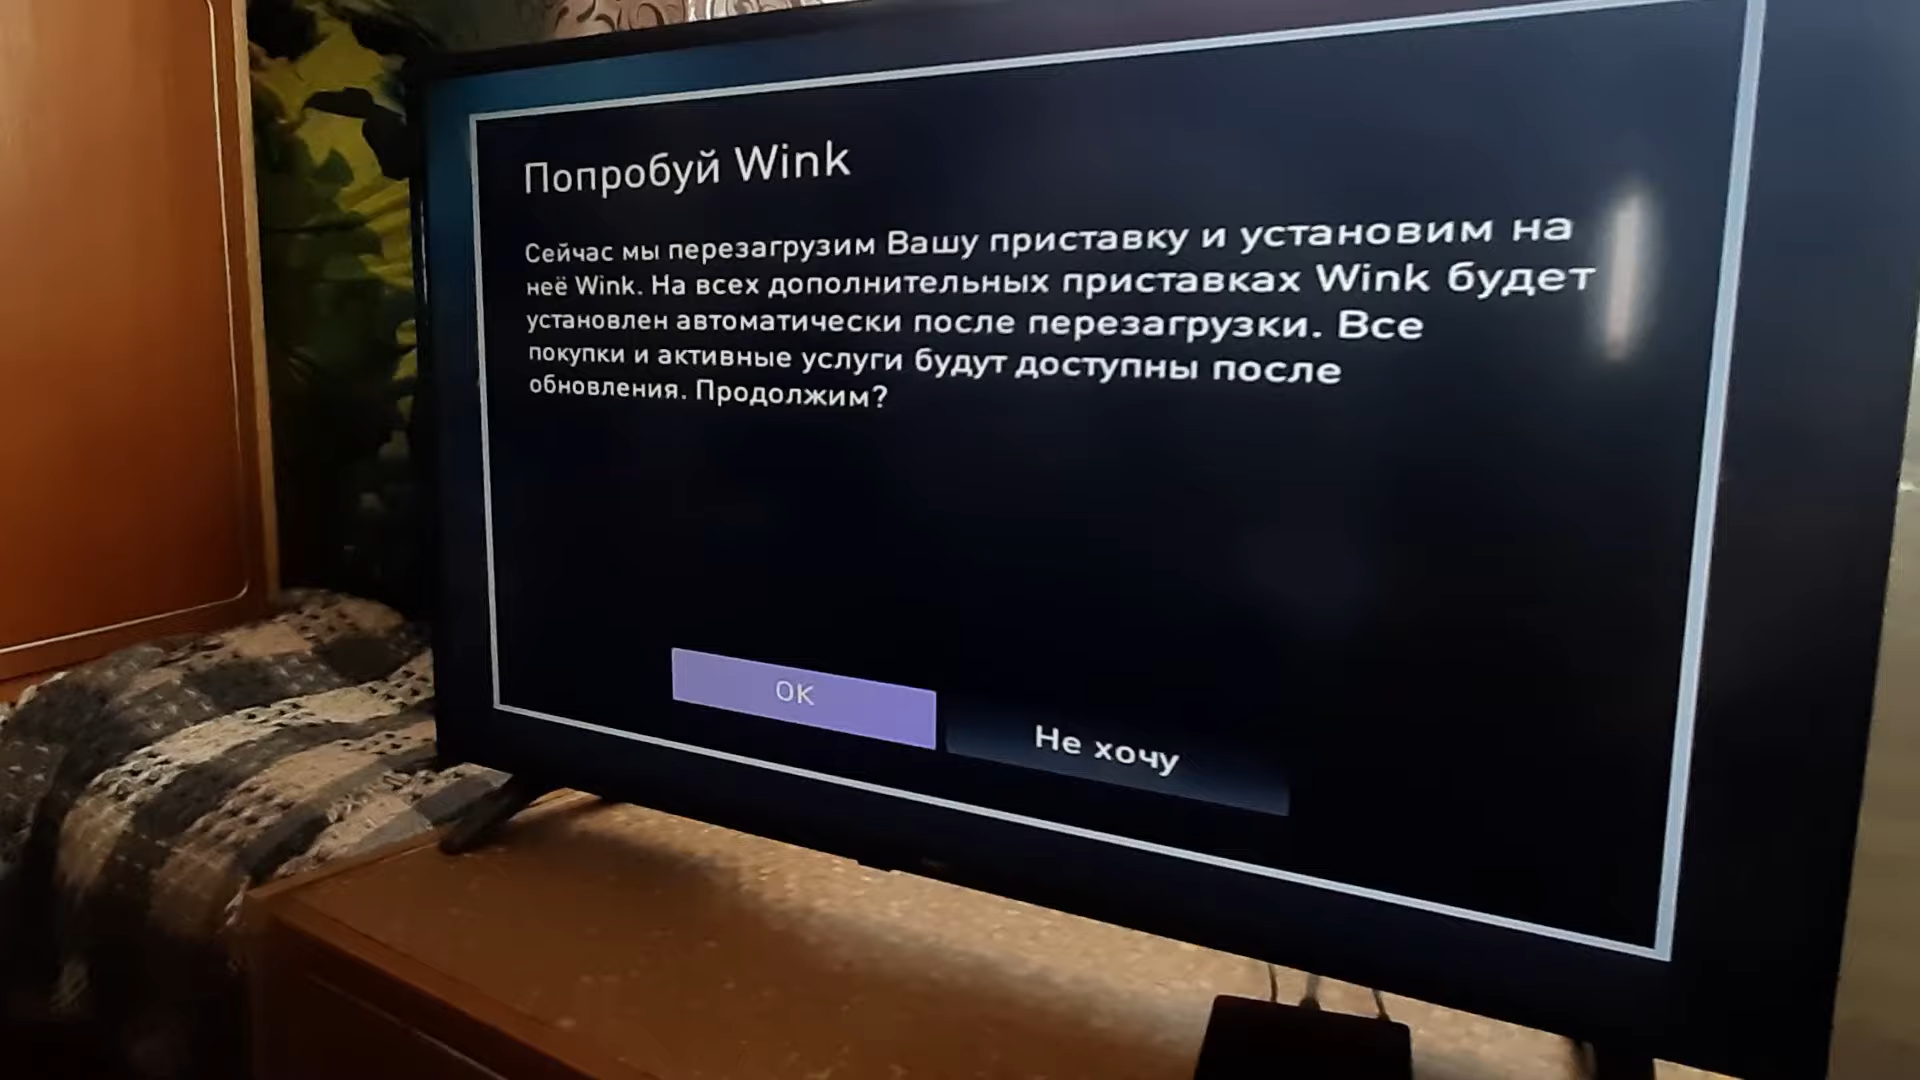 Попробуй Wink
Сейчас мы перезагрузим Вашу приставку и установим на
неё Wink. На всех дополнительных приставках Wink будет
установлен автоматически после перезагрузки. Все
покупки и активные услуги будут доступны после
обновления. Продолжим?
ОК
Не хочу